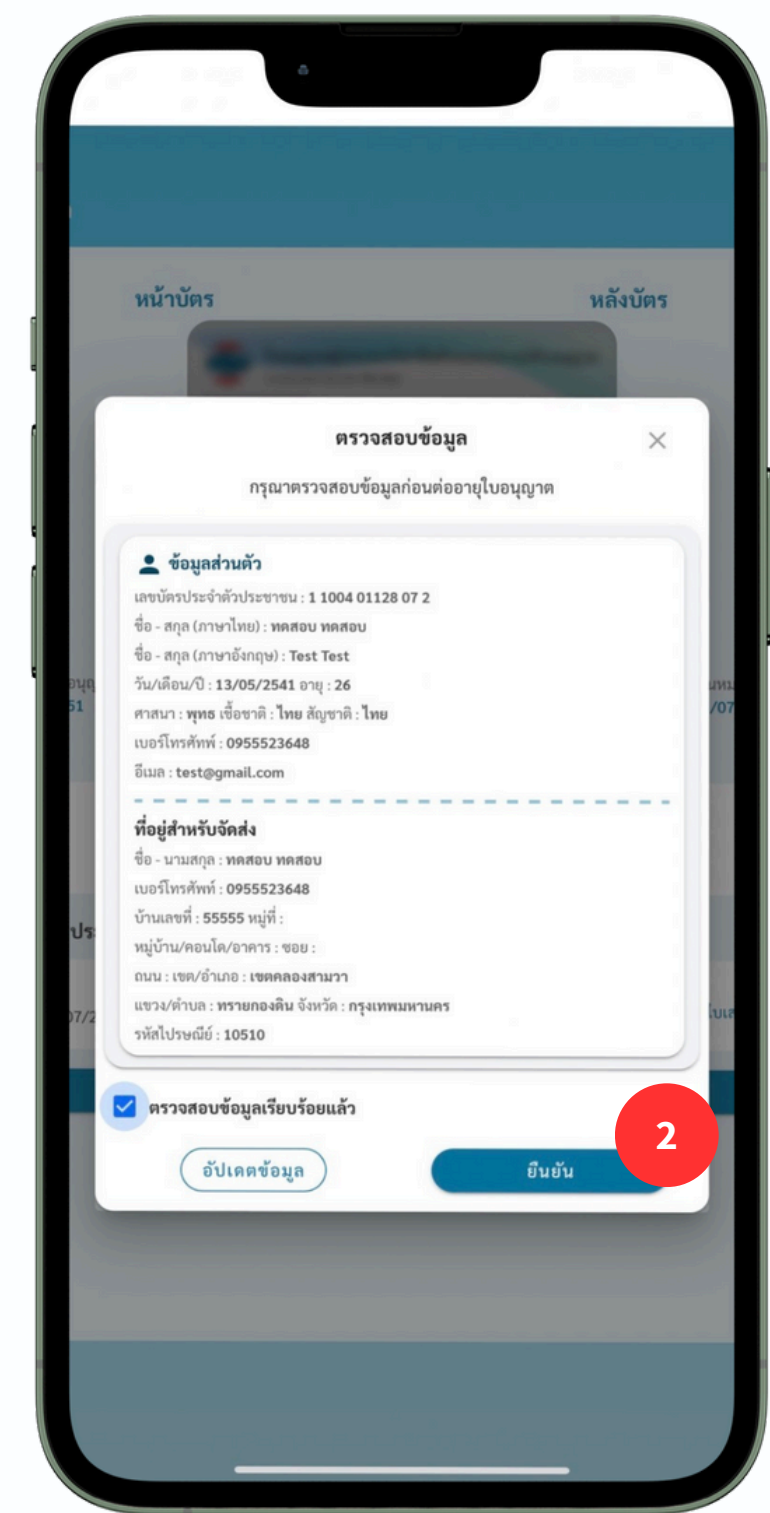 หน้าบัตร
หลังบัตร
ตรวจสอบข้อมูล
กรุณาตรวจสอบข้อมูลก่อนต่ออายุใบอนุญาต
ข้อมูลส่วนตัว
เลขบัตรประจำตัวประชาชน : 1 1004 01128 07 2
ชื่อ - สกุล (ภาษาไทย) : ทดสอบ ทดสอบ
ชื่อ - สกุล (ภาษาอังกฤษ) : Test Test
วัน/เดือน/ปี : 13/05/2541 อายุ : 26
ศาสนา : พุทธ เชื้อชาติ : ไทย สัญชาติ : ไทย
เบอร์โทรศัทพ์ : 0955523648
อีเมล : test@gmail.com
ที่อยู่สำหรับจัดส่ง
ชื่อ - นามสกุล : ทดสอบ ทดสอบ
เบอร์โทรศัพท์ : 0955523648
บ้านเลขที่ : 55555 หมู่ที่ :
หมู่บ้าน/คอนโด/อาคาร : ซอย :
ถนน : เขต/อำเภอ : เขตคลองสามวา
แขวง/ตำบล : ทรายกองดิน จังหวัด : กรุงเทพมหานคร
รหัสไปรษณีย์ : 10510
51
/07
07/2
ตรวจสอบข้อมูลเรียบร้อยแล้ว
2
อัปเดตข้อมูล
ยืนยัน